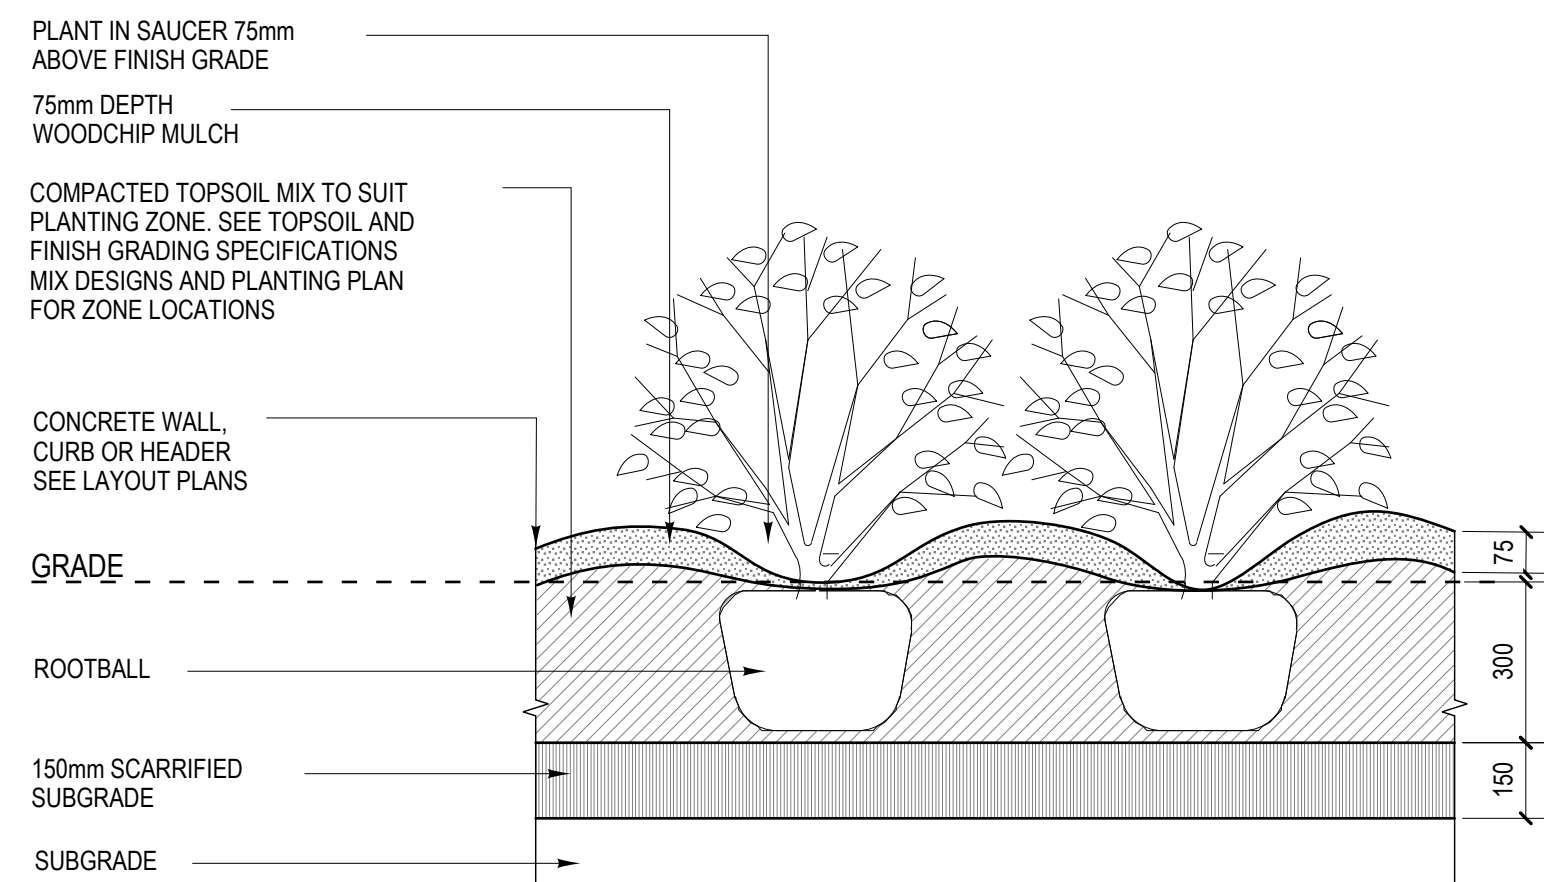 PLANT IN SAUCER 75mm
ABOVE FINISH GRADE
75mm DEPTH
WOODCHIP MULCH
COMPACTED TOPSOIL MIX TO SUIT
PLANTING ZONE. SEE TOPSOIL AND
FINISH GRADING SPECIFICATIONS
MIX DESIGNS AND PLANTING PLAN
FOR ZONE LOCATIONS
CONCRETE WALL,
CURB OR HEADER
SEE LAYOUT PLANS
GRADE
ROOTBALL
150mm SCARRIFIED
SUBGRADE
SUBGRADE
75
300
150